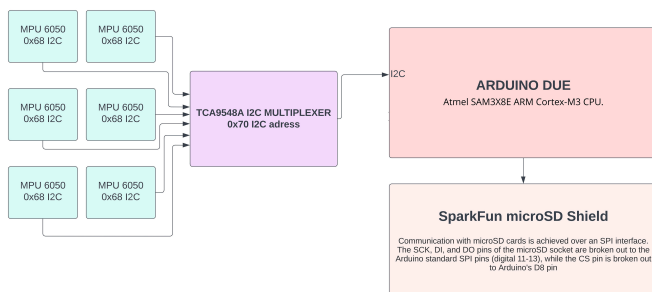 MPU 6050
0x68 I2C
MPU 6050
0x68 I2C
MPU 6050
0x68 I2C
MPU 6050
0x68 I2C
MPU 6050
0x68 I2C
MPU 6050
0x68 I2C
TCA9548A I2C MULTIPLEXER
0x70 I2C adress
I2C
ARDUINO DUE
Atmel SAM3X8E ARM Cortex-M3 CPU.
SparkFun microSD Shield
Communication with microSD cards is achieved over an SPI interface.
The SCK, DI, and DO pins of the microSD socket are broken out to the
Arduino standard SPI pins (digital 11-13), while the CS pin is broken out
to Arduino's D8 pin